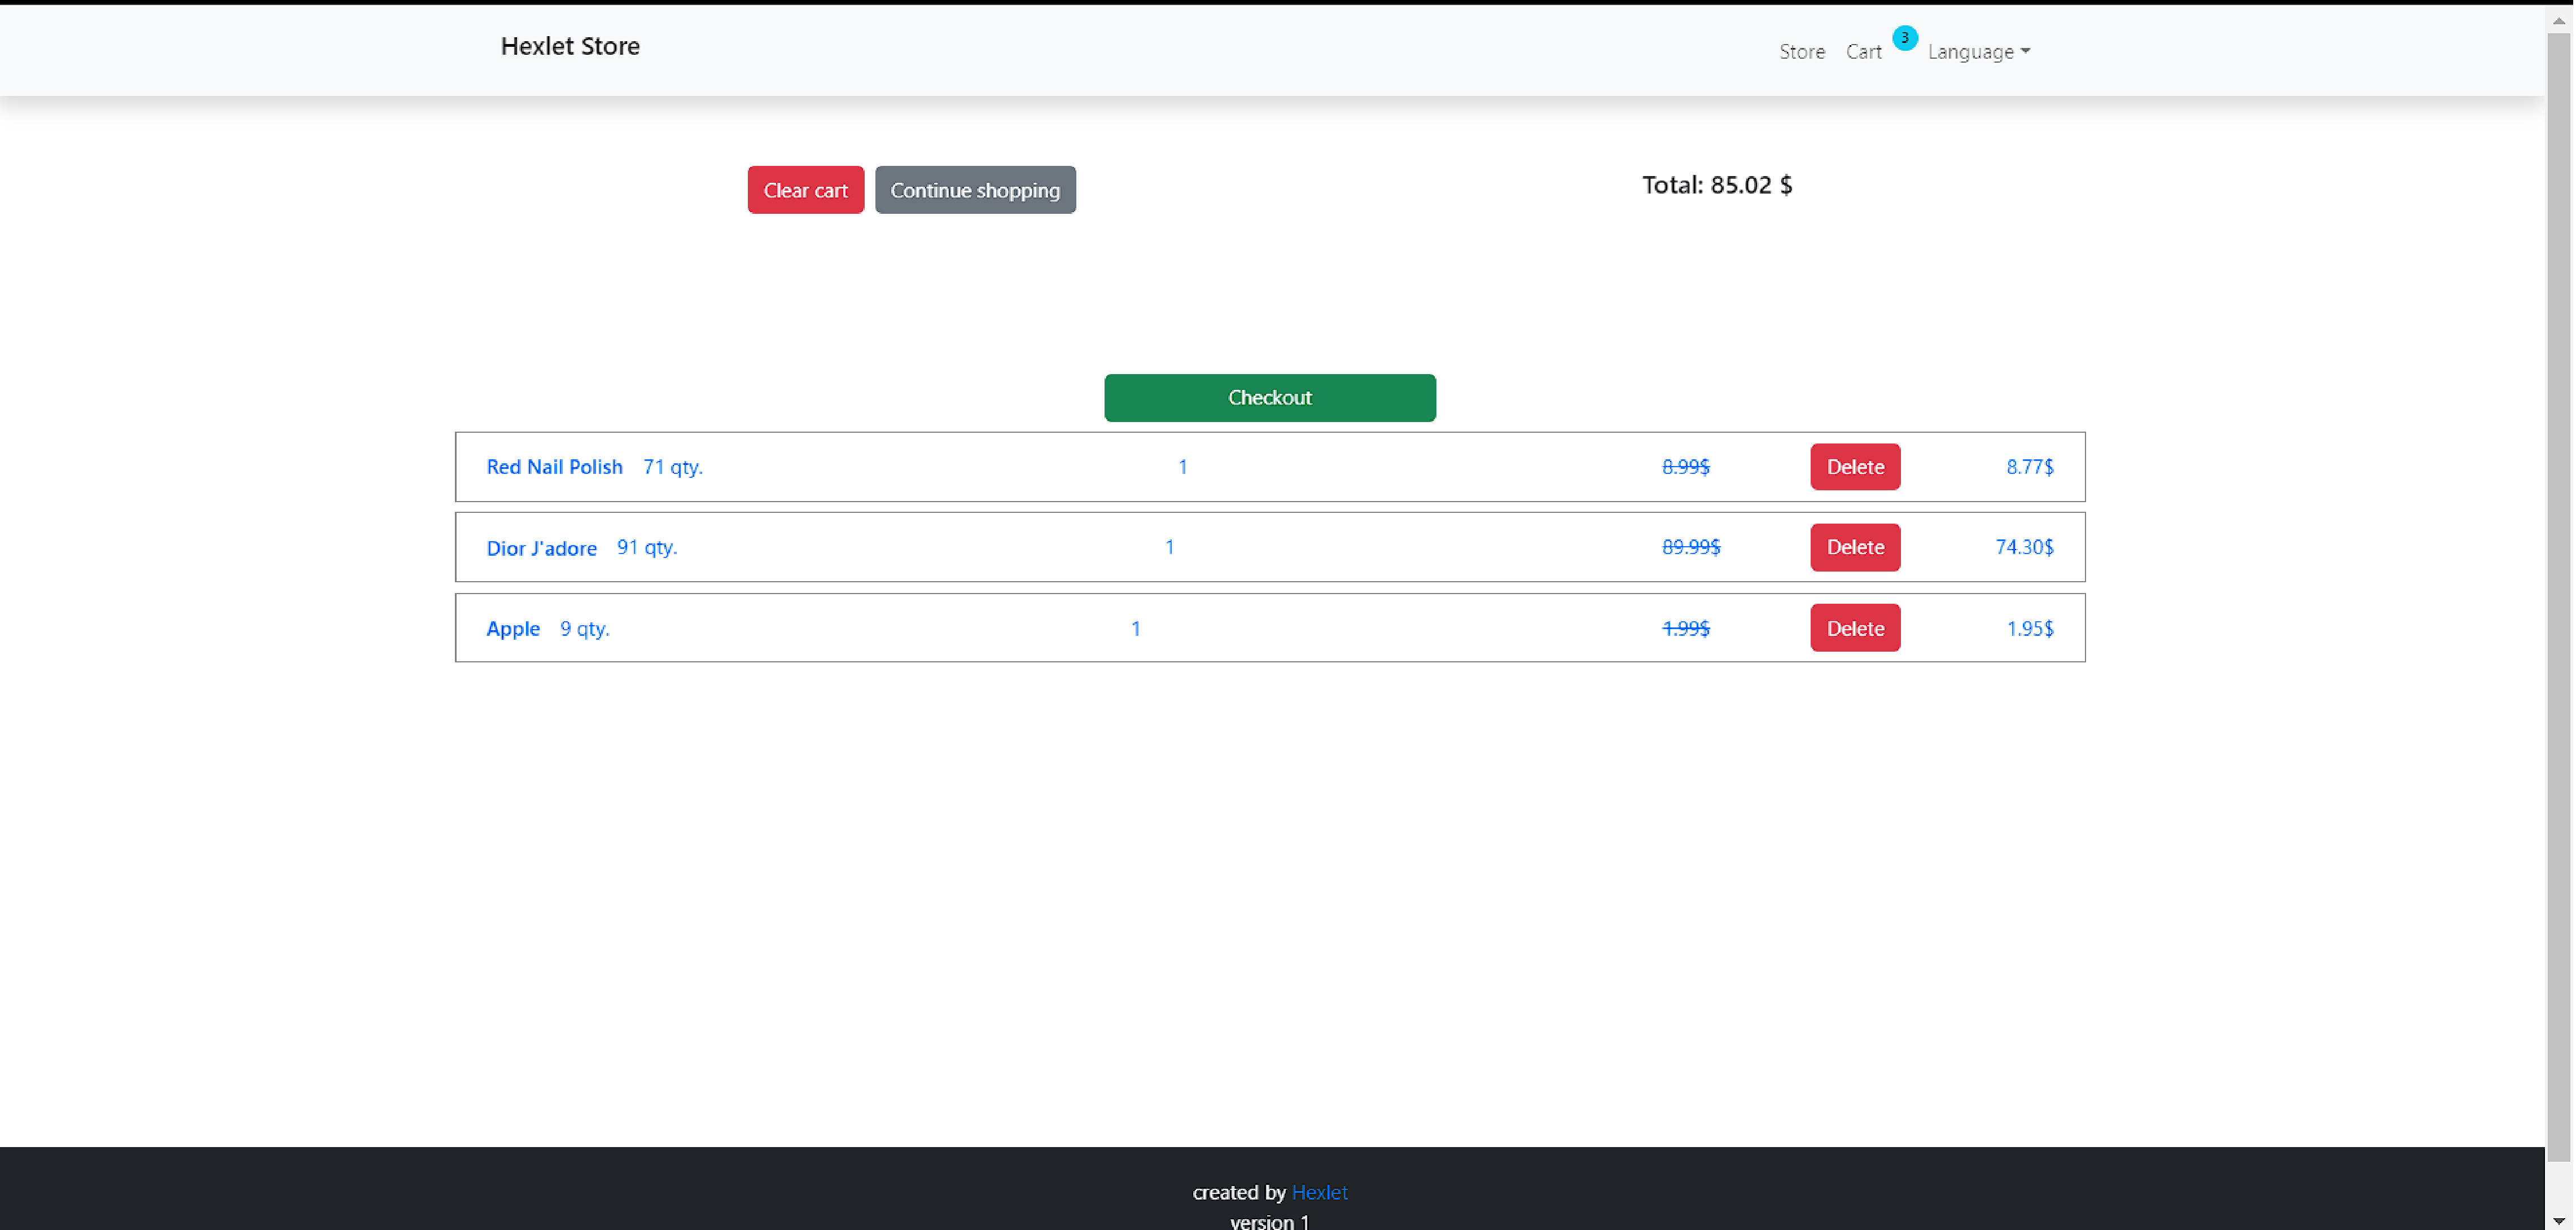 Hexlet Store
Store Cart 3 Language
Clear cart Continue shopping Total: 85.02 $
Checkout
Red Nail Polish 71 qty. 1 8.99$ Delete 8.77$
Dior J'adore 91 qty. 1 89.99$ Delete 74.30$
Apple 9 qty. 1 1.99$ Delete 1.95$
created by Hexlet
version 1